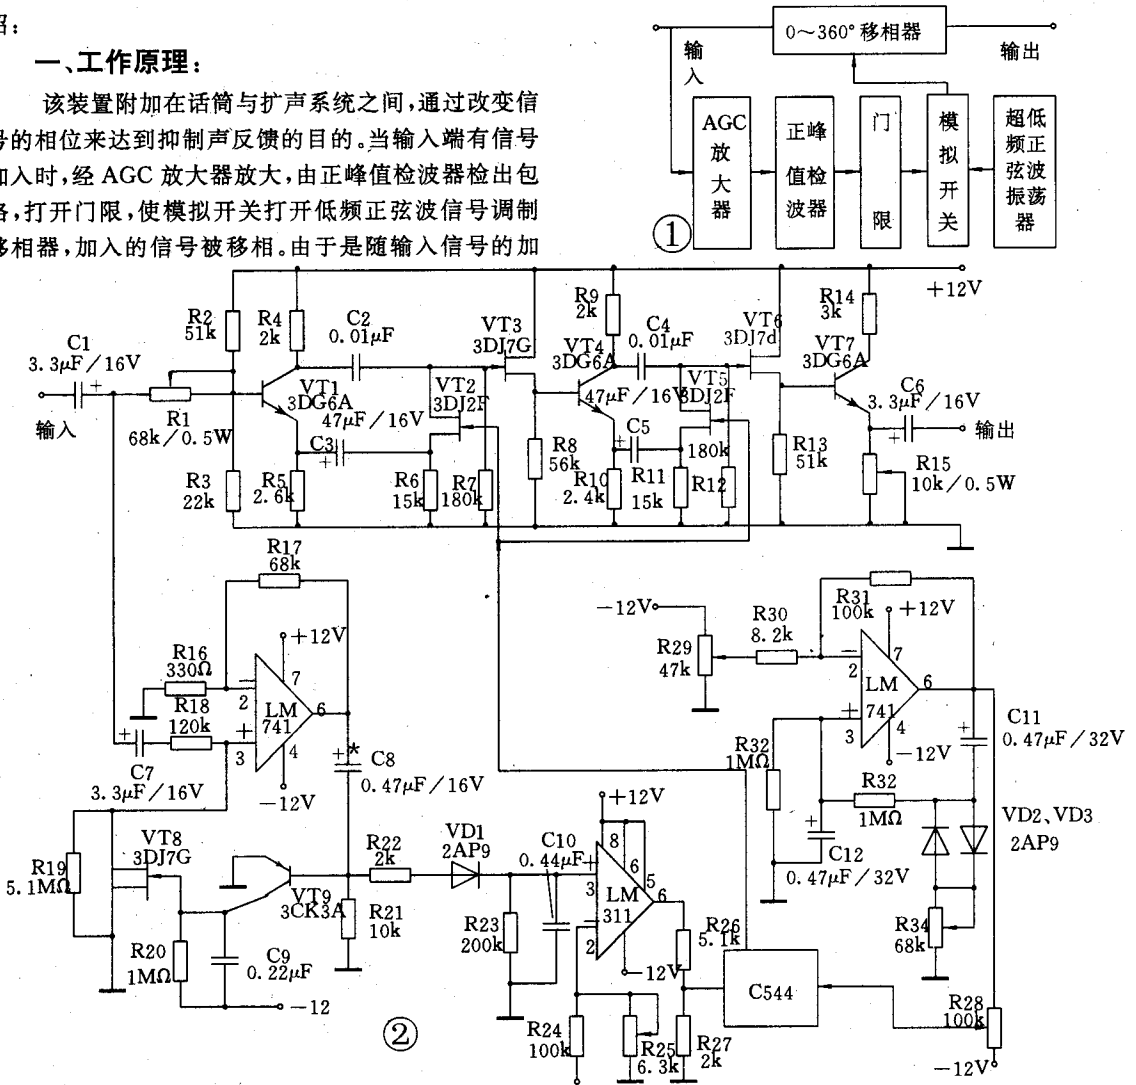 绍:
一、工作原理:
该装置附加在话筒与扩声系统之间,通过改变信
号的相位来达到抑制声反馈的目的。当输入端有信号
加入时,经 AGC 放大器放大,由正峰值检波器检出包
络,打开门限,使模拟开关打开低频正弦波信号调制
移相器,加入的信号被移相。由于是随输入信号的加
输入
0～360°移相器
输出
AGC放大器
正峰值检波器
门限
模拟开关
超低频正弦波振荡器
①
+12V
R2
51k
R4
2k
C2
0.01μF
VT3
3DJ7G
R9
2k
C4
0.01μF
VT6
3DJ7d
R14
3k
C1
3.3μF/16V
+
输入
R1
68k/0.5W
VT1
3DG6A
VT2
3DJ2F
VT4
3DG6A
VT5
3DJ2F
VT7
3DG6A
C6
3.3μF/16V
+
输出
47μF/16V
C3
+
47μF/16V
C5
+
R3
22k
R5
2.6k
R6
15k
R7
180k
R8
56k
R10
2.4k
R11
15k
180k
R12
R13
51k
R15
10k/0.5W
R17
68k
+12V
R16
330Ω
R18
120k
−
2
+
3
LM
741
7
6
4
−12V
+
C7
3.3μF/16V
+
*
C8
0.47μF/16V
−12V
R29
47k
R30
8.2k
R31
100k
+12V
−
2
+
3
LM
741
7
6
4
−12V
+
C11
0.47μF/32V
R32
1MΩ
R32
1MΩ
+
C12
0.47μF/32V
VD2、VD3
2AP9
R34
68k
R19
5.1MΩ
VT8
3DJ7G
VT9
3CK3A
R20
1MΩ
C9
0.22μF
−12
R21
10k
R22
2k
VD1
2AP9
R23
200k
C10
0.44μF
+12V
+
3
−
2
LM
311
8
6
5
6
−12V
R24
100k
R25
6.3k
R26
5.1k
R27
2k
C544
R28
100k
−12V
②